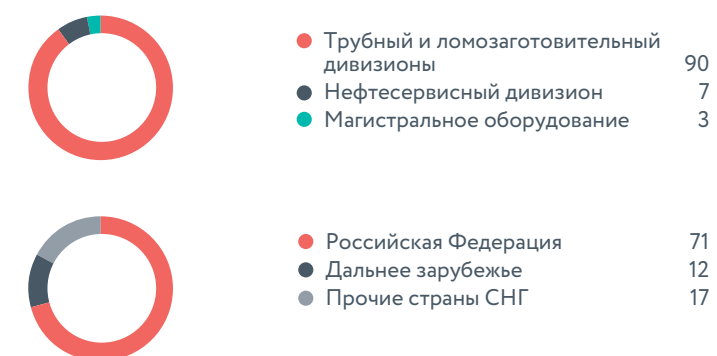 Трубный и ломозаготовительный
дивизионы 90
Нефтесервисный дивизион 7
Магистральное оборудование 3
Российская Федерация 71
Дальнее зарубежье 12
Прочие страны СНГ 17